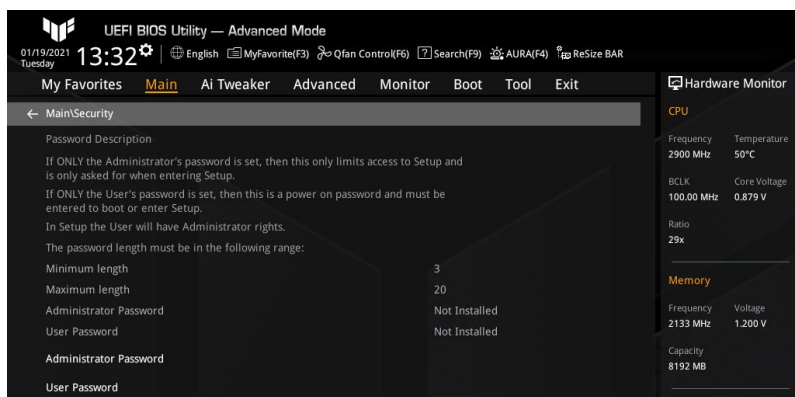 UEFI BIOS Utility — Advanced Mode
01/19/2021
Tuesday
13:32
English
MyFavorite(F3)
Qfan Control(F6)
Search(F9)
AURA(F4)
ReSize BAR
My Favorites
Main
Ai Tweaker
Advanced
Monitor
Boot
Tool
Exit
Main\Security
Password Description
If ONLY the Administrator's password is set, then this only limits access to Setup and
is only asked for when entering Setup.
If ONLY the User's password is set, then this is a power on password and must be
entered to boot or enter Setup.
In Setup the User will have Administrator rights.
The password length must be in the following range:
Minimum length 3
Maximum length 20
Administrator Password Not Installed
User Password Not Installed
Administrator Password
User Password
Hardware Monitor
CPU
Frequency Temperature
2900 MHz 50°C
BCLK Core Voltage
100.00 MHz 0.879 V
Ratio
29x
Memory
Frequency Voltage
2133 MHz 1.200 V
Capacity
8192 MB